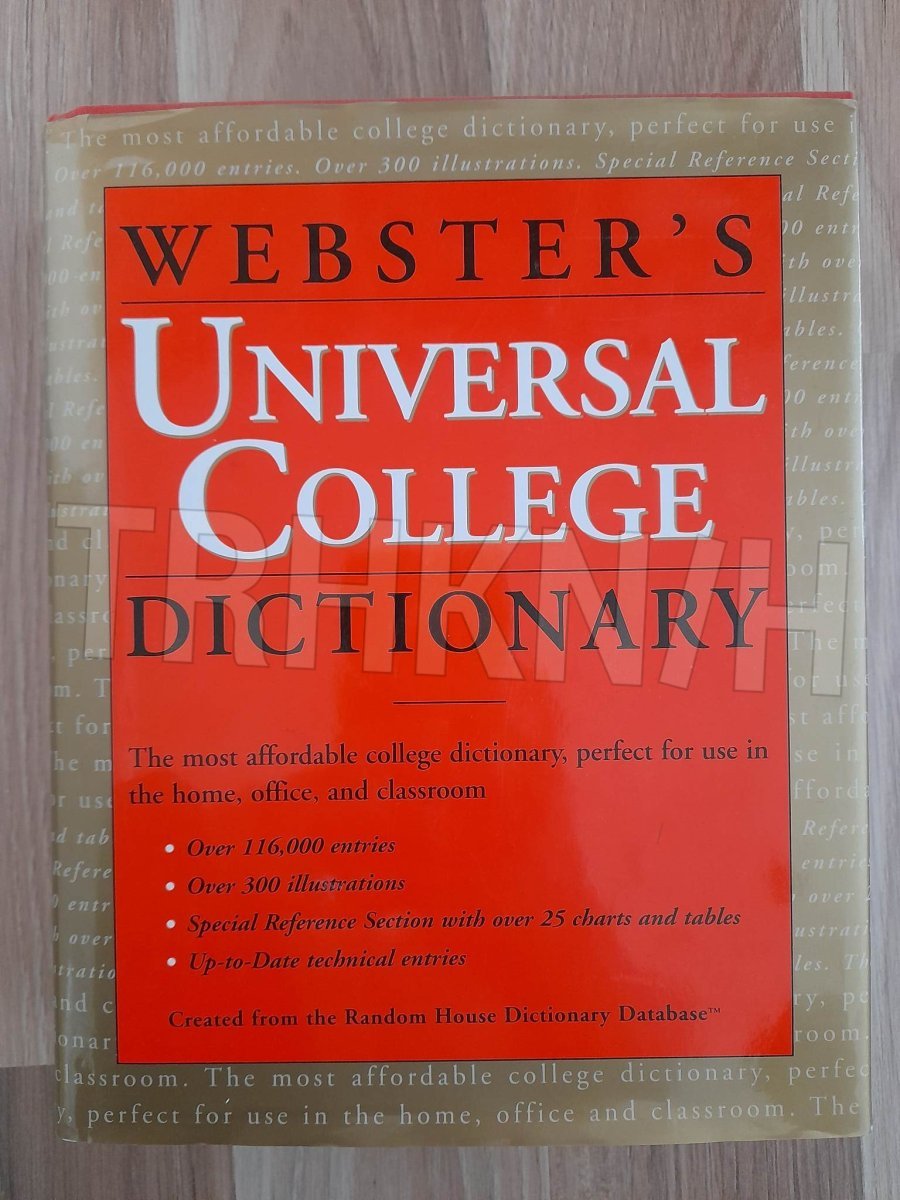 The most affordable college dictionary, perfect for use
Over 116,000 entries. Over 300 illustrations. Special Reference
WEBSTER'S
UNIVERSAL
COLLEGE
DICTIONARY
TRHKN/H
The most affordable college dictionary, perfect for use in
the home, office, and classroom
• Over 116,000 entries
• Over 300 illustrations
• Special Reference Section with over 25 charts and tables
• Up-to-Date technical entries
Created from the Random House Dictionary Database™
classroom. The most affordable college dictionary,
perfect for use in the home, office and classroom. The